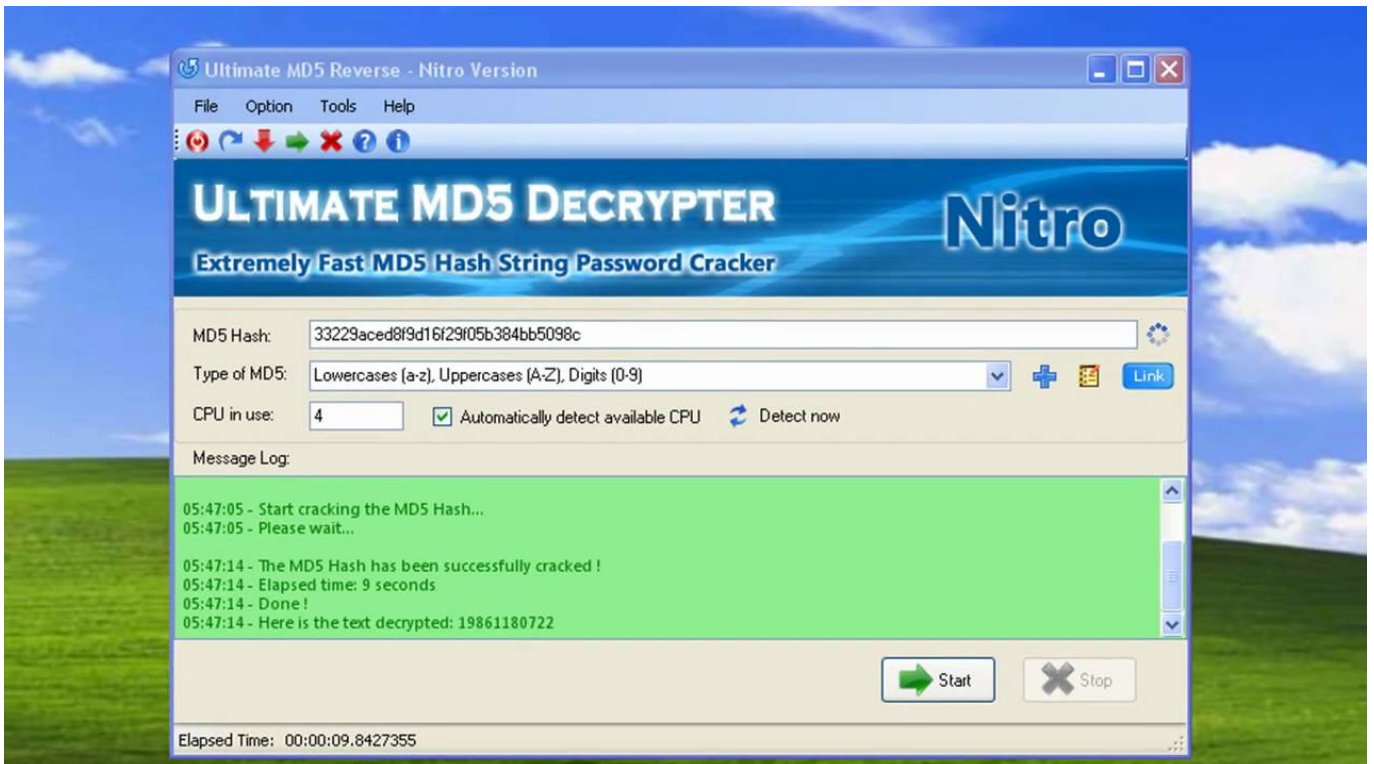 Ultimate MD5 Reverse - Nitro Version
File Option Tools Help
ULTIMATE MD5 DECRYPTER
Nitro
Extremely Fast MD5 Hash String Password Cracker
MD5 Hash: 33229aced8f9d16f29f05b384bb5098c
Type of MD5: Lowercases (a-z), Uppercases (A-Z), Digits (0-9) Link
CPU in use: 4 Automatically detect available CPU Detect now
Message Log:
05:47:05 - Start cracking the MD5 Hash...
05:47:05 - Please wait...
05:47:14 - The MD5 Hash has been successfully cracked !
05:47:14 - Elapsed time: 9 seconds
05:47:14 - Done !
05:47:14 - Here is the text decrypted: 19861180722
Start Stop
Elapsed Time: 00:00:09.8427355